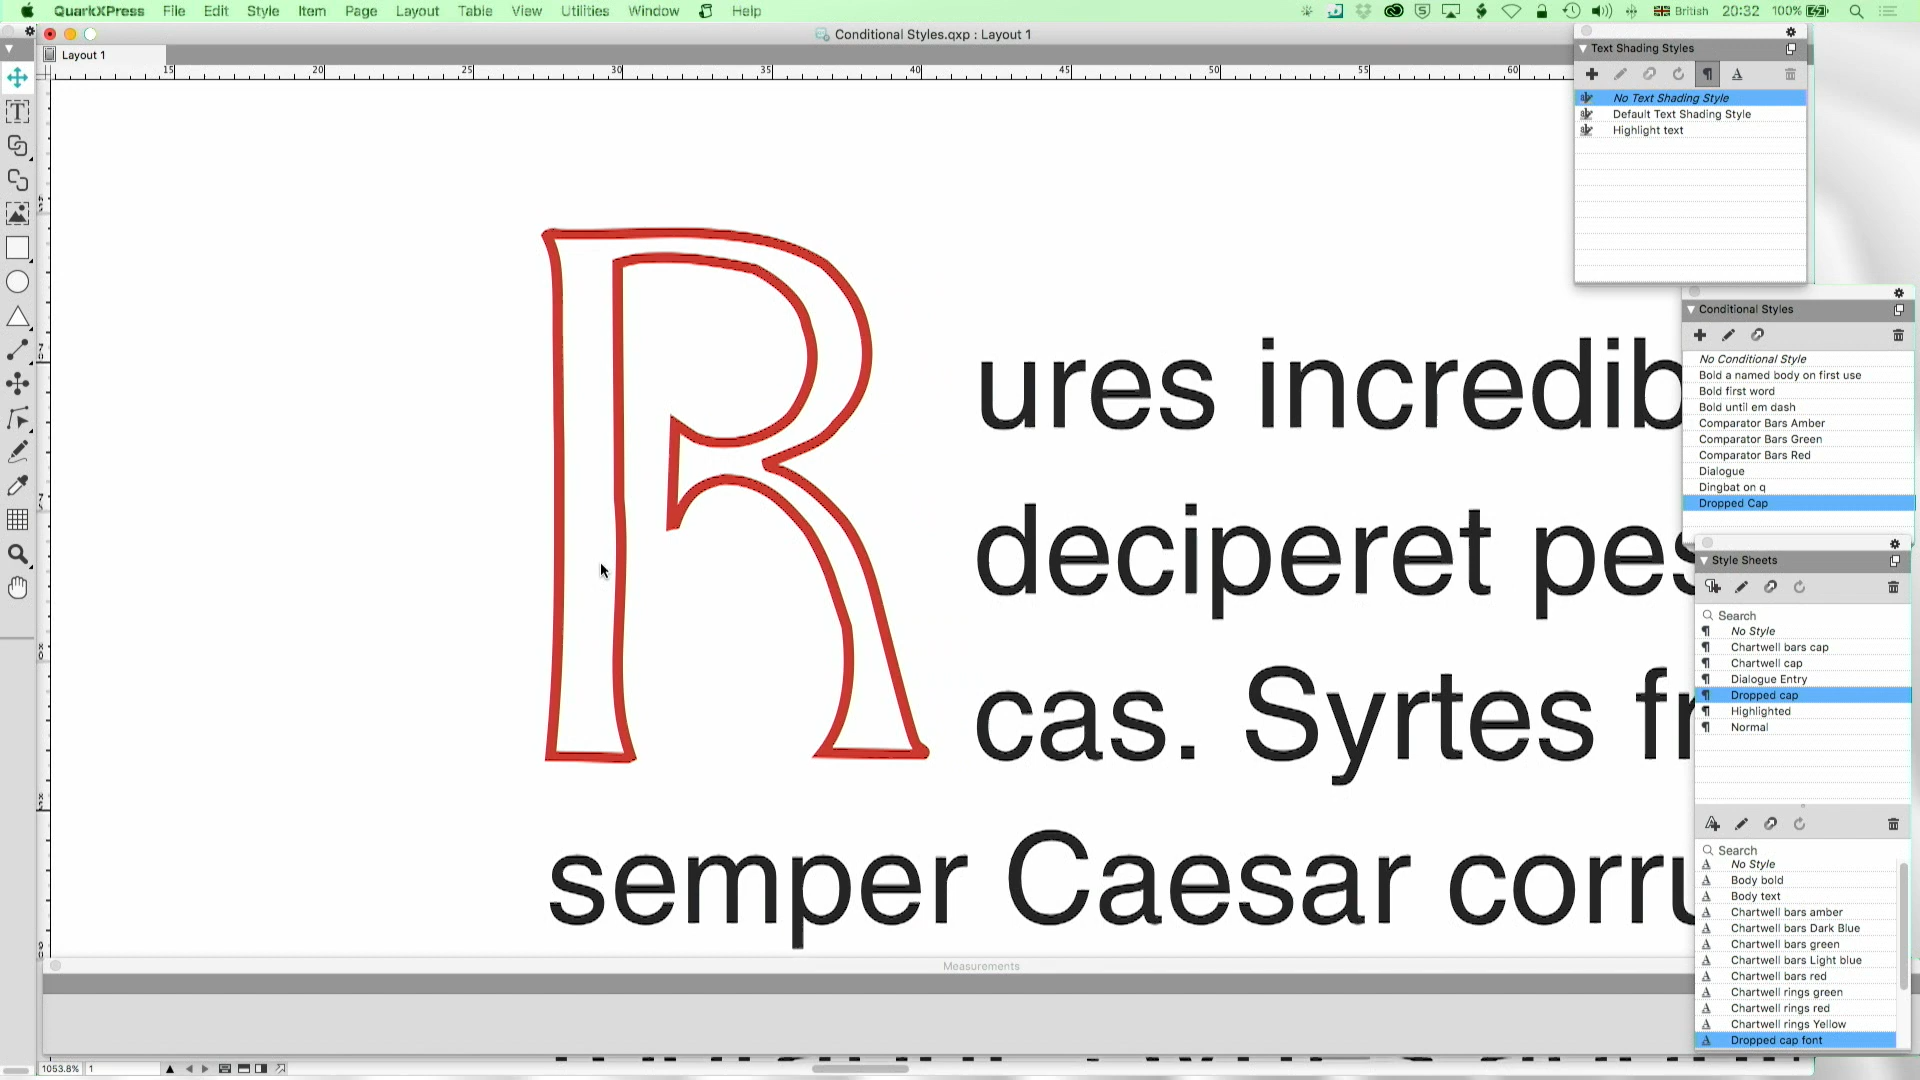 QuarkXPress File Edit Style Item Page Layout Table View Utilities Window Help British 20:32 100%
Conditional Styles.qxp : Layout 1
Layout 1
15 20 25 30 35 40 45 50 55 60
Text Shading Styles
No Text Shading Style
Default Text Shading Style
Highlight text
Conditional Styles
No Conditional Style
Bold a named body on first use
Bold first word
Bold until em dash
Comparator Bars Amber
Comparator Bars Green
Comparator Bars Red
Dialogue
Dingbat on q
Dropped Cap
Style Sheets
Search
No Style
Chartwell bars cap
Chartwell cap
Dialogue Entry
Dropped cap
Highlighted
Normal
Search
No Style
Body bold
Body text
Chartwell bars amber
Chartwell bars Dark Blue
Chartwell bars green
Chartwell bars Light blue
Chartwell bars red
Chartwell rings green
Chartwell rings red
Chartwell rings Yellow
Dropped cap font
R
ures incredib
deciperet pes
cas. Syrtes fr
semper Caesar corru
Measurements
1053.8% 1